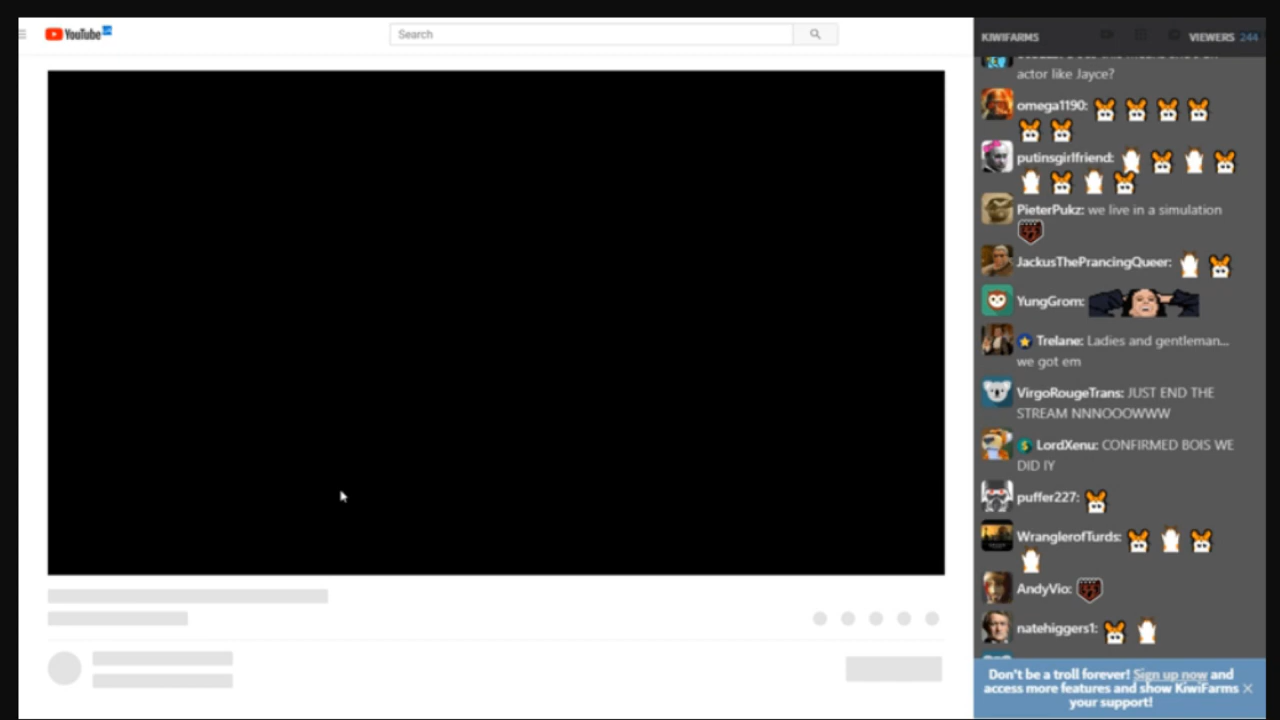 YouTube
Search
KIWIFARMS
VIEWERS 244
actor like Jayce?
omega1190:
putinsgirlfriend:
PieterPukz: we live in a simulation
JackusThePrancingQueer:
YungGrom:
Trelane: Ladies and gentleman...
we got em
VirgoRougeTrans: JUST END THE
STREAM NNNOOOWWW
LordXenu: CONFIRMED BOIS WE
DID IY
puffer227:
WranglerofTurds:
AndyVio:
natehiggers1:
Don't be a troll forever! Sign up now and
access more features and show KiwiFarms
your support!